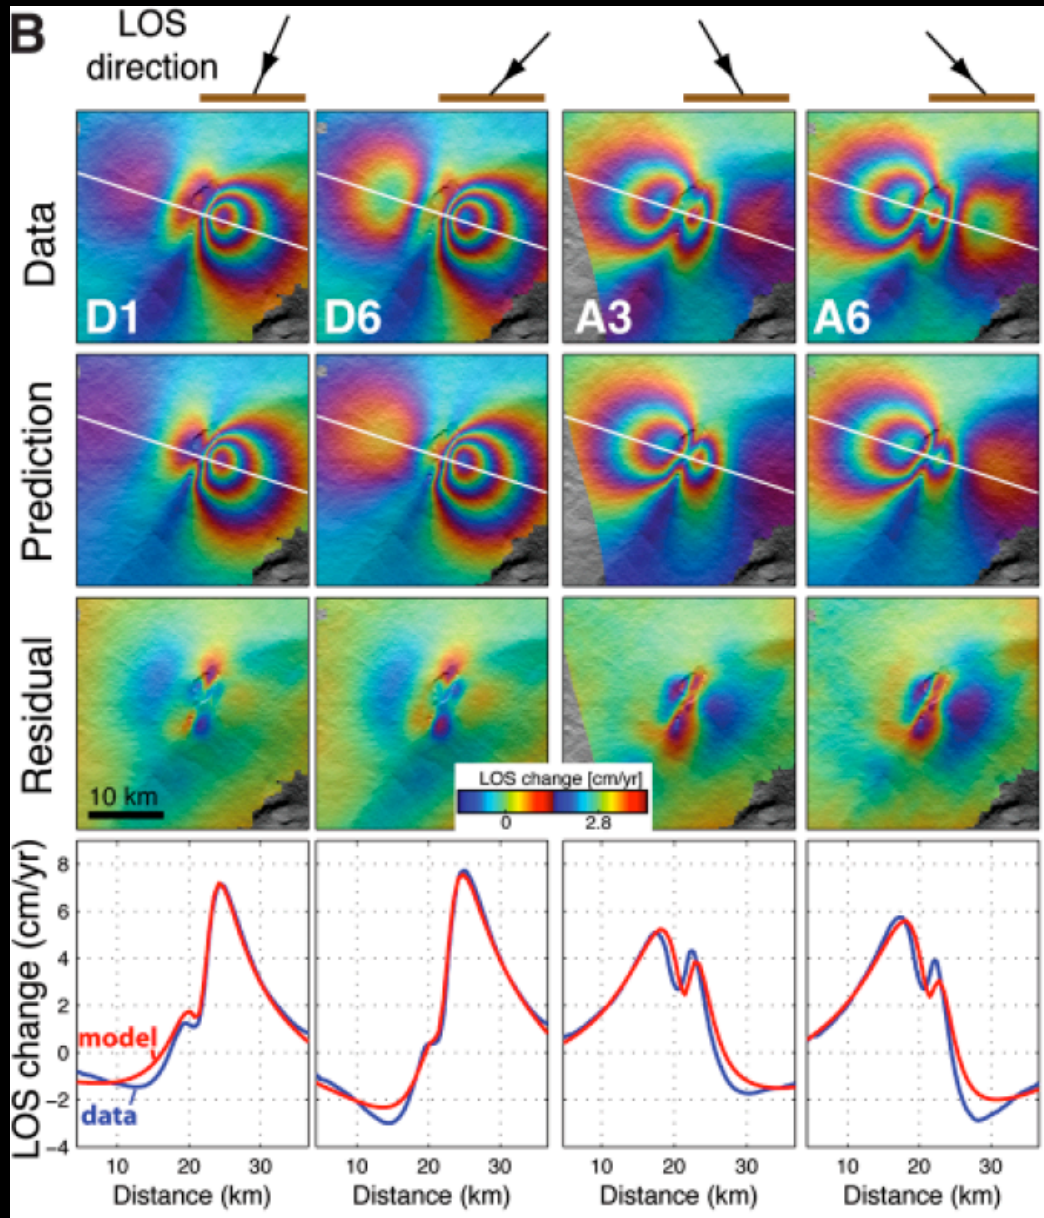 B
LOS
direction
Data
D1
D6
A3
A6
Prediction
Residual
10 km
LOS change [cm/yr]
0 2.8
LOS change (cm/yr)
8
6
4
2
0
−2
−4
model
data
10 20 30
10 20 30
10 20 30
10 20 30
Distance (km)
Distance (km)
Distance (km)
Distance (km)